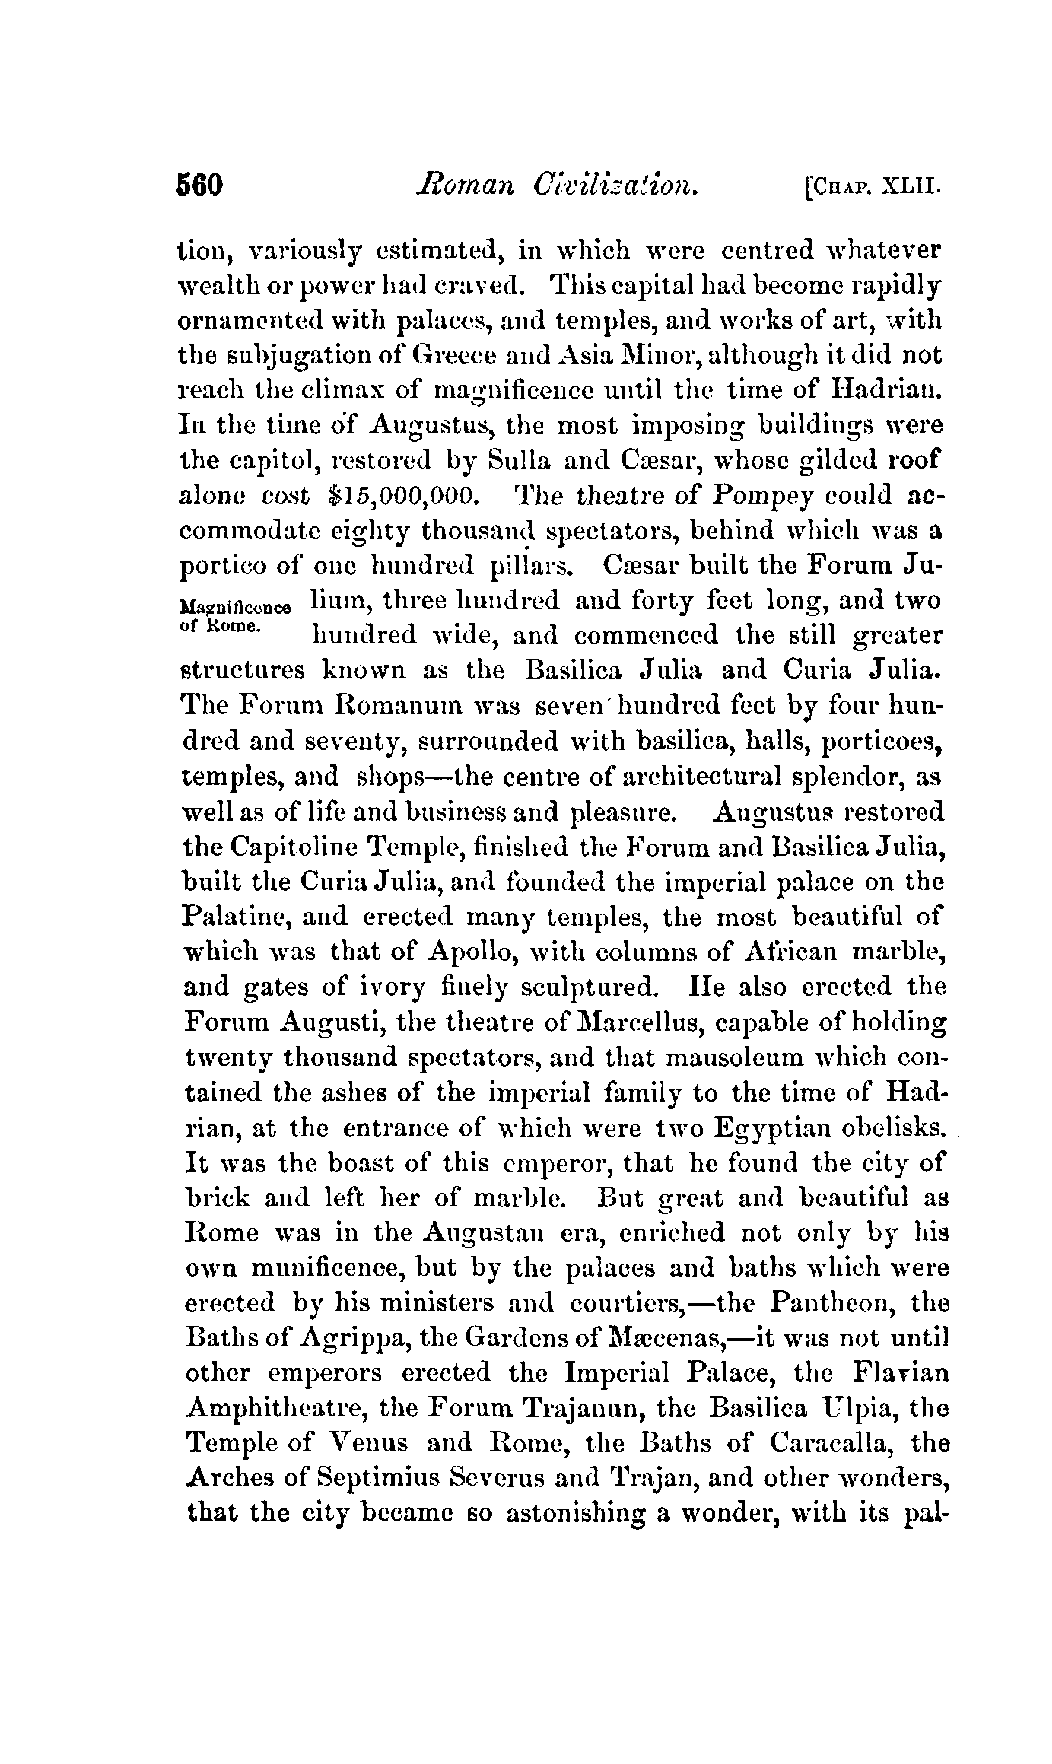 560 Roman Civilization. [CHAP. XLII.
tion, variously estimated, in which were centred whatever
wealth or power had craved. This capital had become rapidly
ornamented with palaces, and temples, and works of art, with
the subjugation of Greece and Asia Minor, although it did not
reach the climax of magnificence until the time of Hadrian.
In the time of Augustus, the most imposing buildings were
the capitol, restored by Sulla and Cæsar, whose gilded roof
alone cost $15,000,000. The theatre of Pompey could ac-
commodate eighty thousand spectators, behind which was a
portico of one hundred pillars. Cæsar built the Forum Ju-
Magnificence
of Rome.
lium, three hundred and forty feet long, and two
hundred wide, and commenced the still greater
structures known as the Basilica Julia and Curia Julia.
The Forum Romanum was seven hundred feet by four hun-
dred and seventy, surrounded with basilica, halls, porticoes,
temples, and shops—the centre of architectural splendor, as
well as of life and business and pleasure. Augustus restored
the Capitoline Temple, finished the Forum and Basilica Julia,
built the Curia Julia, and founded the imperial palace on the
Palatine, and erected many temples, the most beautiful of
which was that of Apollo, with columns of African marble,
and gates of ivory finely sculptured. He also erected the
Forum Augusti, the theatre of Marcellus, capable of holding
twenty thousand spectators, and that mausoleum which con-
tained the ashes of the imperial family to the time of Had-
rian, at the entrance of which were two Egyptian obelisks.
It was the boast of this emperor, that he found the city of
brick and left her of marble. But great and beautiful as
Rome was in the Augustan era, enriched not only by his
own munificence, but by the palaces and baths which were
erected by his ministers and courtiers,—the Pantheon, the
Baths of Agrippa, the Gardens of Mæcenas,—it was not until
other emperors erected the Imperial Palace, the Flavian
Amphitheatre, the Forum Trajanun, the Basilica Ulpia, the
Temple of Venus and Rome, the Baths of Caracalla, the
Arches of Septimius Severus and Trajan, and other wonders,
that the city became so astonishing a wonder, with its pal-